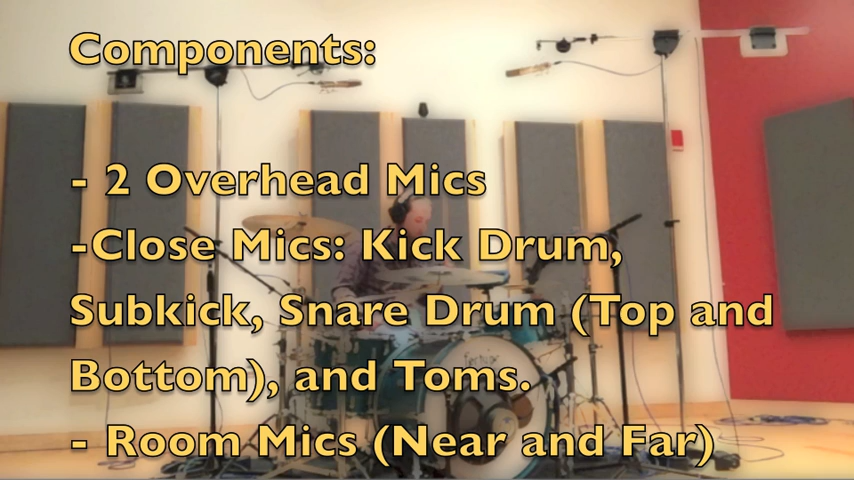 Components:
- 2 Overhead Mics
-Close Mics: Kick Drum,
Subkick, Snare Drum (Top and
Bottom), and Toms.
- Room Mics (Near and Far)